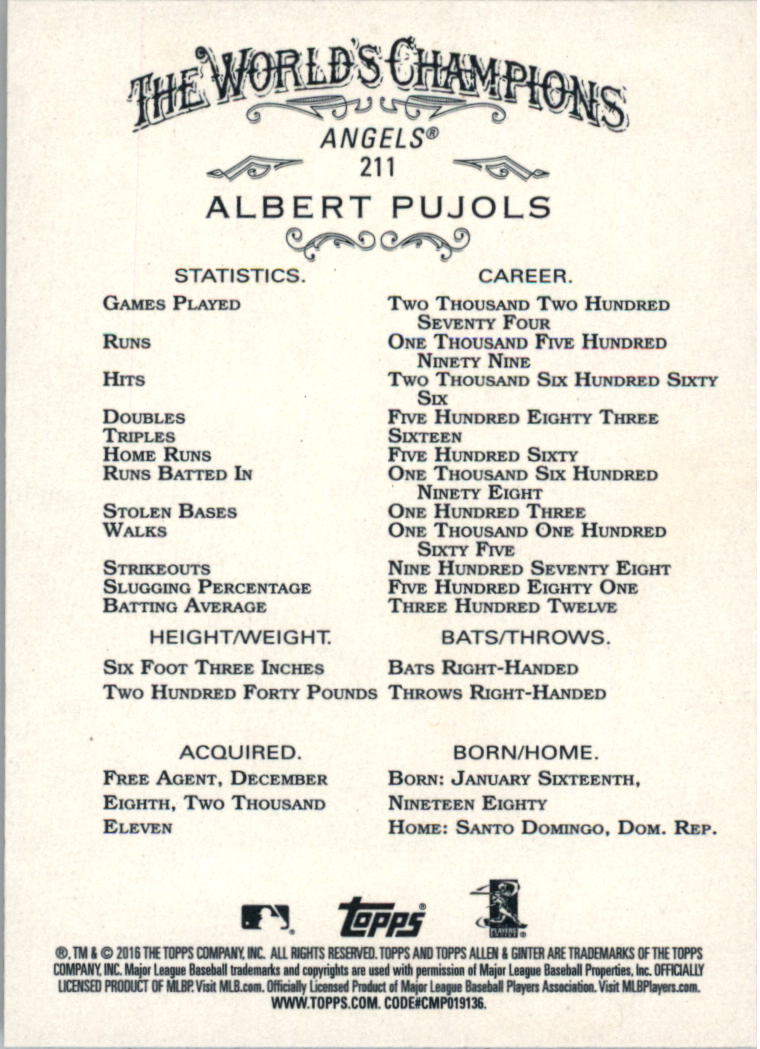 THE WORLD'S CHAMPIONS
ANGELS®
211
ALBERT PUJOLS
STATISTICS. CAREER.
GAMES PLAYED TWO THOUSAND TWO HUNDRED
SEVENTY FOUR
RUNS ONE THOUSAND FIVE HUNDRED
NINETY NINE
HITS TWO THOUSAND SIX HUNDRED SIXTY
SIX
DOUBLES FIVE HUNDRED EIGHTY THREE
TRIPLES SIXTEEN
HOME RUNS FIVE HUNDRED SIXTY
RUNS BATTED IN ONE THOUSAND SIX HUNDRED
NINETY EIGHT
STOLEN BASES ONE HUNDRED THREE
WALKS ONE THOUSAND ONE HUNDRED
SIXTY FIVE
STRIKEOUTS NINE HUNDRED SEVENTY EIGHT
SLUGGING PERCENTAGE FIVE HUNDRED EIGHTY ONE
BATTING AVERAGE THREE HUNDRED TWELVE
HEIGHT/WEIGHT. BATS/THROWS.
SIX FOOT THREE INCHES BATS RIGHT-HANDED
TWO HUNDRED FORTY POUNDS THROWS RIGHT-HANDED
ACQUIRED. BORN/HOME.
FREE AGENT, DECEMBER BORN: JANUARY SIXTEENTH,
EIGHTH, TWO THOUSAND NINETEEN EIGHTY
ELEVEN HOME: SANTO DOMINGO, DOM. REP.
Topps®
PLAYERS CHOICE ®
®, TM & © 2016 THE TOPPS COMPANY, INC. ALL RIGHTS RESERVED. TOPPS AND TOPPS ALLEN & GINTER ARE TRADEMARKS OF THE TOPPS
COMPANY, INC. Major League Baseball trademarks and copyrights are used with permission of Major League Baseball Properties, Inc. OFFICIALLY
LICENSED PRODUCT OF MLBP. Visit MLB.com. Officially Licensed Product of Major League Baseball Players Association. Visit MLBPlayers.com.
WWW.TOPPS.COM. CODE#CMP019136.